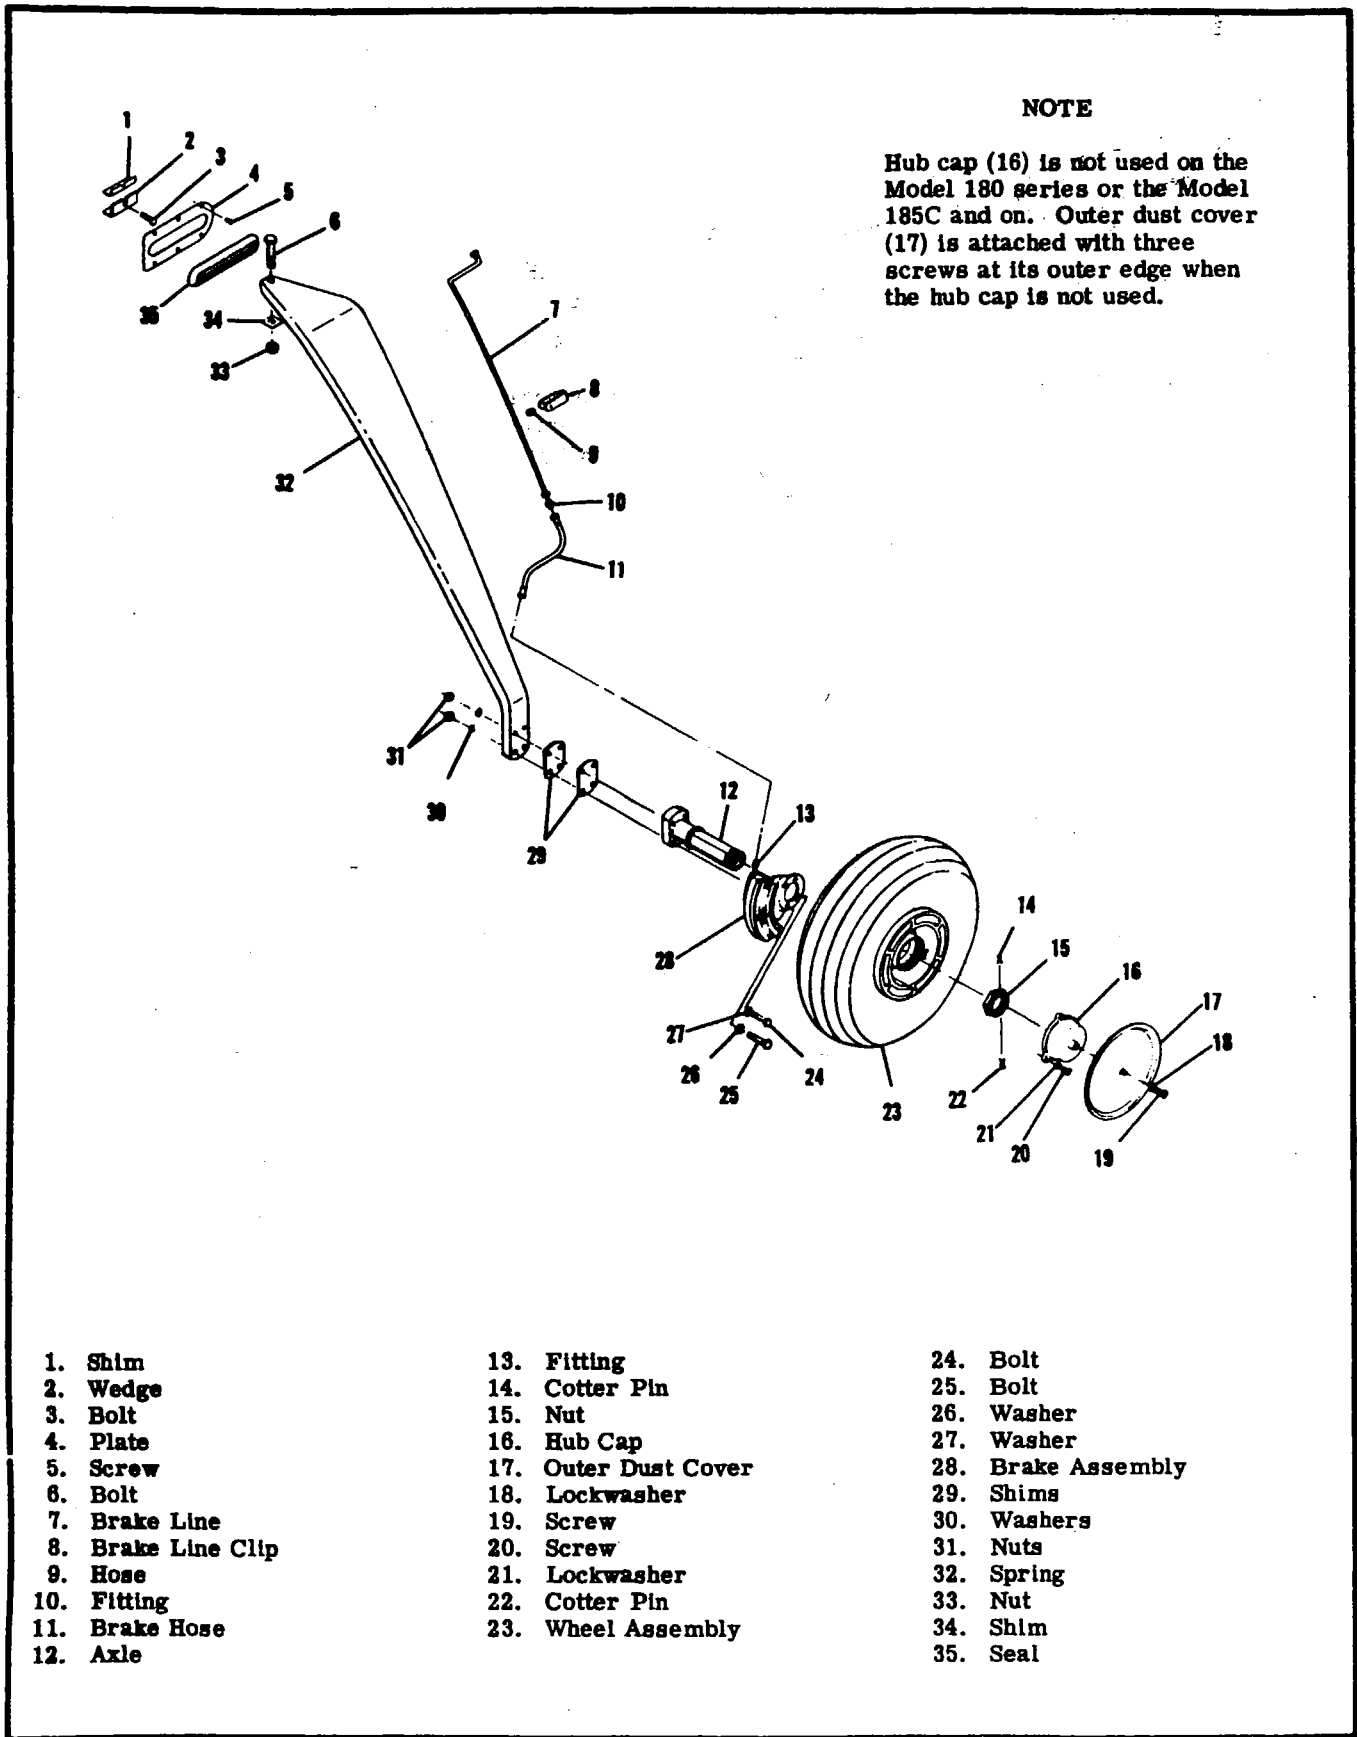 NOTE
Hub cap (16) is not used on the
Model 180 series or the Model
185C and on. Outer dust cover
(17) is attached with three
screws at its outer edge when
the hub cap is not used.
1
2
3
4
5
6
7
8
9
10
11
12
13
14
15
16
17
18
19
20
21
22
23
24
25
26
27
28
29
30
31
32
33
34
35
1. Shim
2. Wedge
3. Bolt
4. Plate
5. Screw
6. Bolt
7. Brake Line
8. Brake Line Clip
9. Hose
10. Fitting
11. Brake Hose
12. Axle
13. Fitting
14. Cotter Pin
15. Nut
16. Hub Cap
17. Outer Dust Cover
18. Lockwasher
19. Screw
20. Screw
21. Lockwasher
22. Cotter Pin
23. Wheel Assembly
24. Bolt
25. Bolt
26. Washer
27. Washer
28. Brake Assembly
29. Shims
30. Washers
31. Nuts
32. Spring
33. Nut
34. Shim
35. Seal